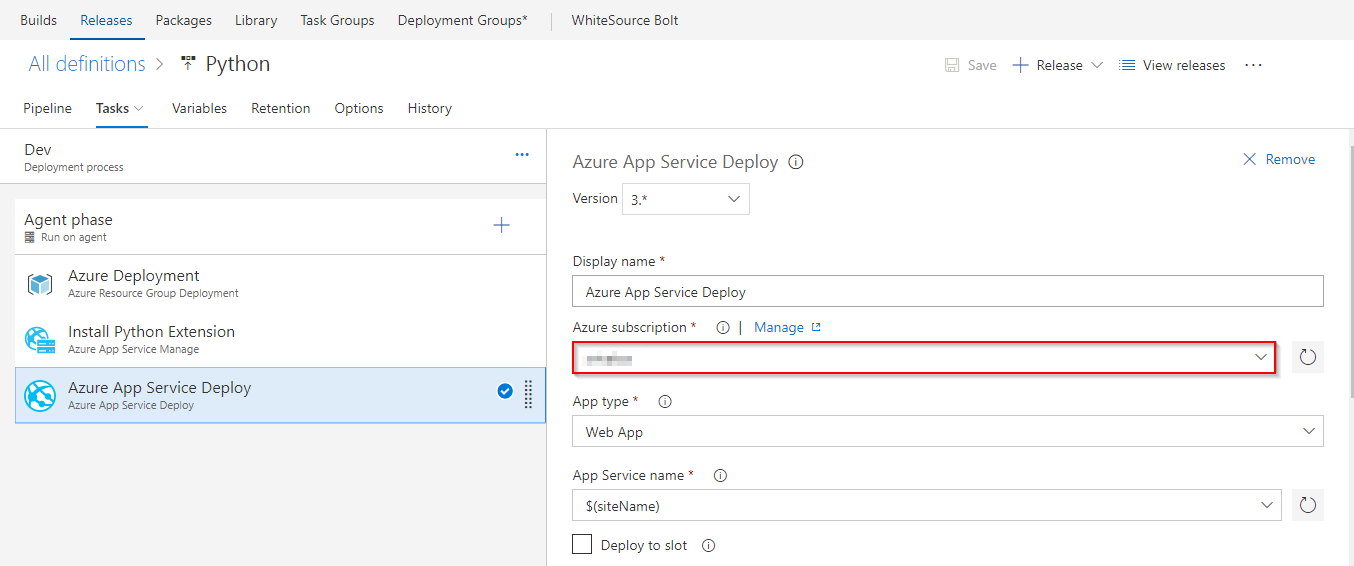 Builds Releases Packages Library Task Groups Deployment Groups* | WhiteSource Bolt
All definitions > Python Save + Release View releases ...
Pipeline Tasks Variables Retention Options History
Dev
Deployment process
Agent phase
Run on agent
Azure Deployment
Azure Resource Group Deployment
Install Python Extension
Azure App Service Manage
Azure App Service Deploy
Azure App Service Deploy
Azure App Service Deploy Remove
Version 3.*
Display name *
Azure App Service Deploy
Azure subscription * | Manage
App type *
Web App
App Service name *
$(siteName)
Deploy to slot